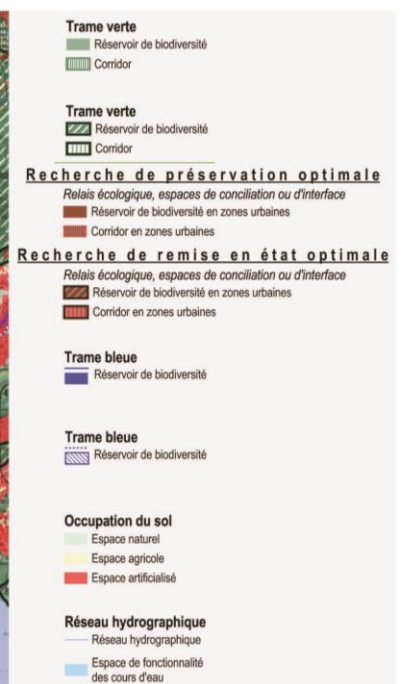 Trame verte
Réservoir de biodiversité
Corridor
Trame verte
Réservoir de biodiversité
Corridor
Recherche de préservation optimale
Relais écologique, espaces de conciliation ou d'interface
Réservoir de biodiversité en zones urbaines
Corridor en zones urbaines
Recherche de remise en état optimale
Relais écologique, espaces de conciliation ou d'interface
Réservoir de biodiversité en zones urbaines
Corridor en zones urbaines
Trame bleue
Réservoir de biodiversité
Trame bleue
Réservoir de biodiversité
Occupation du sol
Espace naturel
Espace agricole
Espace artificialisé
Réseau hydrographique
Réseau hydrographique
Espace de fonctionnalité
des cours d'eau